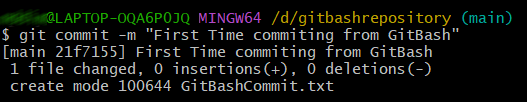 @LAPTOP-OQA6P0JQ MINGW64 /d/gitbashrepository (main)
$ git commit -m "First Time commiting from GitBash"
[main 21f7155] First Time commiting from GitBash
1 file changed, 0 insertions(+), 0 deletions(-)
create mode 100644 GitBashCommit.txt